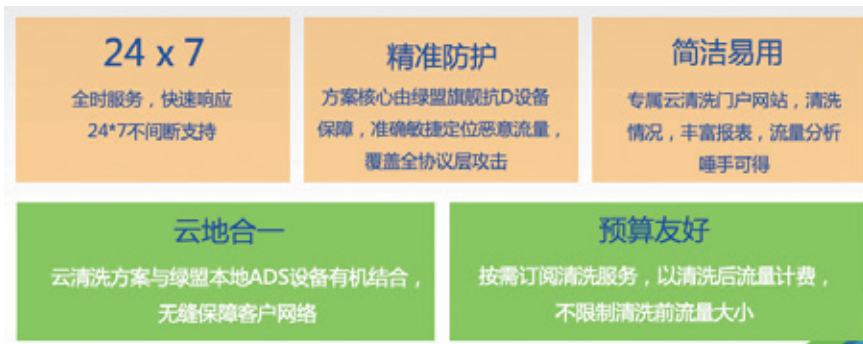 24 x 7
全时服务，快速响应
24*7不间断支持
精准防护
方案核心由绿盟旗舰抗D设备
保障，准确敏捷定位恶意流量，
覆盖全协议层攻击
简洁易用
专属云清洗门户网站，清洗
情况，丰富报表，流量分析
唾手可得
云地合一
云清洗方案与绿盟本地ADS设备有机结合，
无缝保障客户网络
预算友好
按需订阅清洗服务，以清洗后流量计费，
不限制清洗前流量大小